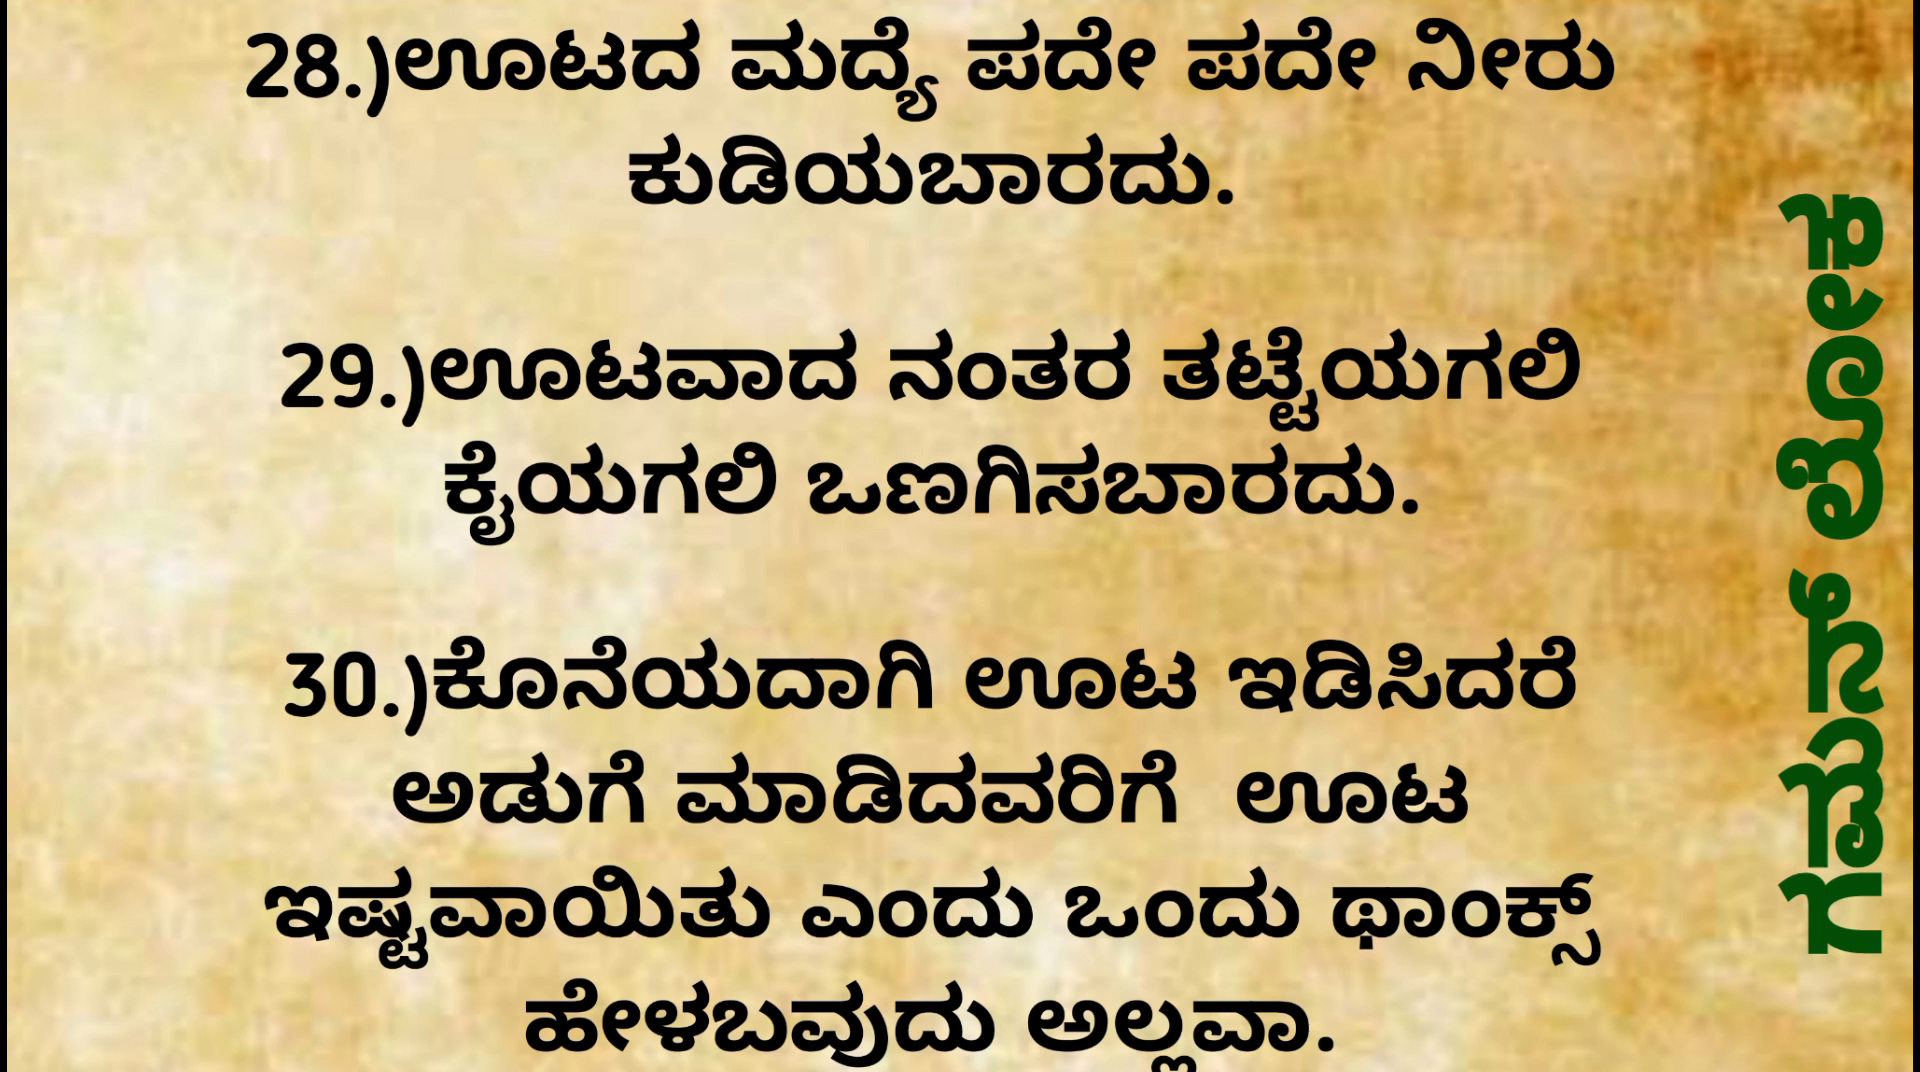 28.)ಊಟದ ಮದ್ಯೆ ಪದೇ ಪದೇ ನೀರು
ಕುಡಿಯಬಾರದು.
29.)ಊಟವಾದ ನಂತರ ತಟ್ಟೆಯಗಲಿ
ಕೈಯಗಲಿ ಒಣಗಿಸಬಾರದು.
30.)ಕೊನೆಯದಾಗಿ ಊಟ ಇಡಿಸಿದರೆ
ಅಡುಗೆ ಮಾಡಿದವರಿಗೆ ಊಟ
ಇಷ್ಟವಾಯಿತು ಎಂದು ಒಂದು ಥಾಂಕ್ಸ್
ಹೇಳಬವುದು ಅಲ್ಲವಾ.
ಗಮನ್ ಲೋಕ